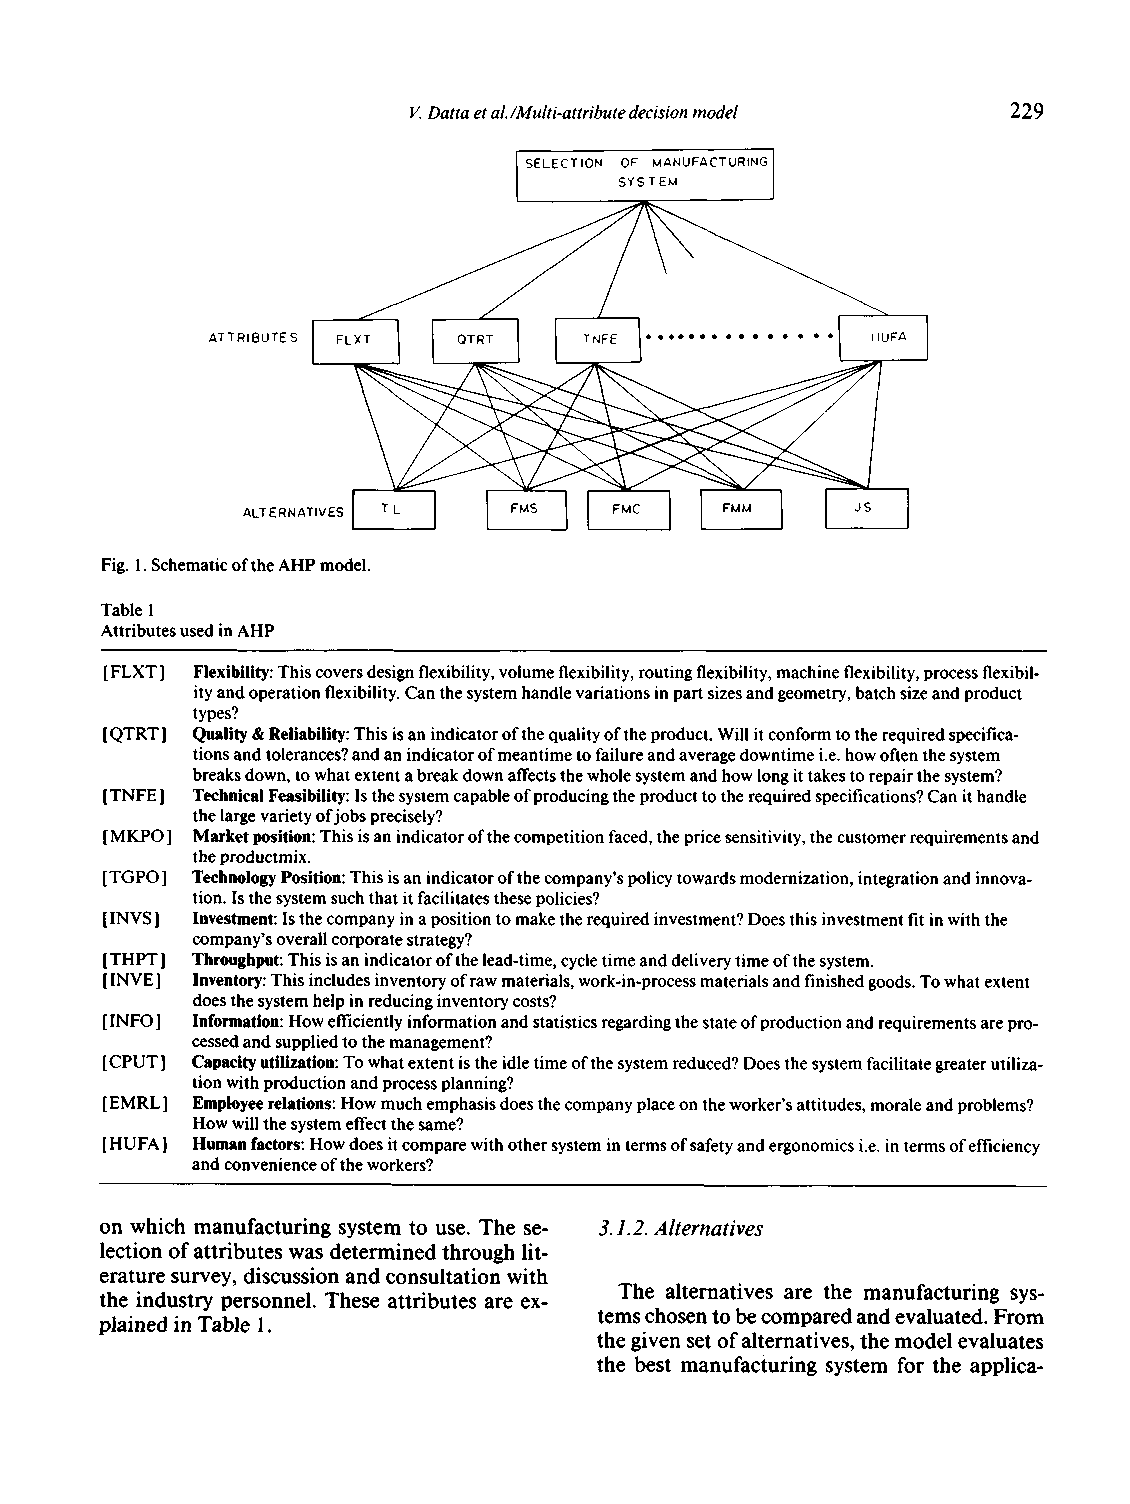 V. Datta et al./Multi-attribute decision model
229
SELECTION OF MANUFACTURING
SYSTEM
ATTRIBUTES
FLXT
QTRT
TNFE
HUFA
ALTERNATIVES
TL
FMS
FMC
FMM
JS
Fig. 1. Schematic of the AHP model.
Table 1
Attributes used in AHP
[FLXT] Flexibility: This covers design flexibility, volume flexibility, routing flexibility, machine flexibility, process flexibil-
ity and operation flexibility. Can the system handle variations in part sizes and geometry, batch size and product
types?
[QTRT] Quality & Reliability: This is an indicator of the quality of the product. Will it conform to the required specifica-
tions and tolerances? and an indicator of meantime to failure and average downtime i.e. how often the system
breaks down, to what extent a break down affects the whole system and how long it takes to repair the system?
[TNFE] Technical Feasibility: Is the system capable of producing the product to the required specifications? Can it handle
the large variety of jobs precisely?
[MKPO] Market position: This is an indicator of the competition faced, the price sensitivity, the customer requirements and
the productmix.
[TGPO] Technology Position: This is an indicator of the company's policy towards modernization, integration and innova-
tion. Is the system such that it facilitates these policies?
[INVS] Investment: Is the company in a position to make the required investment? Does this investment fit in with the
company's overall corporate strategy?
[THPT] Throughput: This is an indicator of the lead-time, cycle time and delivery time of the system.
[INVE] Inventory: This includes inventory of raw materials, work-in-process materials and finished goods. To what extent
does the system help in reducing inventory costs?
[INFO] Information: How efficiently information and statistics regarding the state of production and requirements are pro-
cessed and supplied to the management?
[CPUT] Capacity utilization: To what extent is the idle time of the system reduced? Does the system facilitate greater utiliza-
tion with production and process planning?
[EMRL] Employee relations: How much emphasis does the company place on the worker's attitudes, morale and problems?
How will the system effect the same?
[HUFA] Human factors: How does it compare with other system in terms of safety and ergonomics i.e. in terms of efficiency
and convenience of the workers?
on which manufacturing system to use. The se-
lection of attributes was determined through lit-
erature survey, discussion and consultation with
the industry personnel. These attributes are ex-
plained in Table 1.
3.1.2. Alternatives
The alternatives are the manufacturing sys-
tems chosen to be compared and evaluated. From
the given set of alternatives, the model evaluates
the best manufacturing system for the applica-